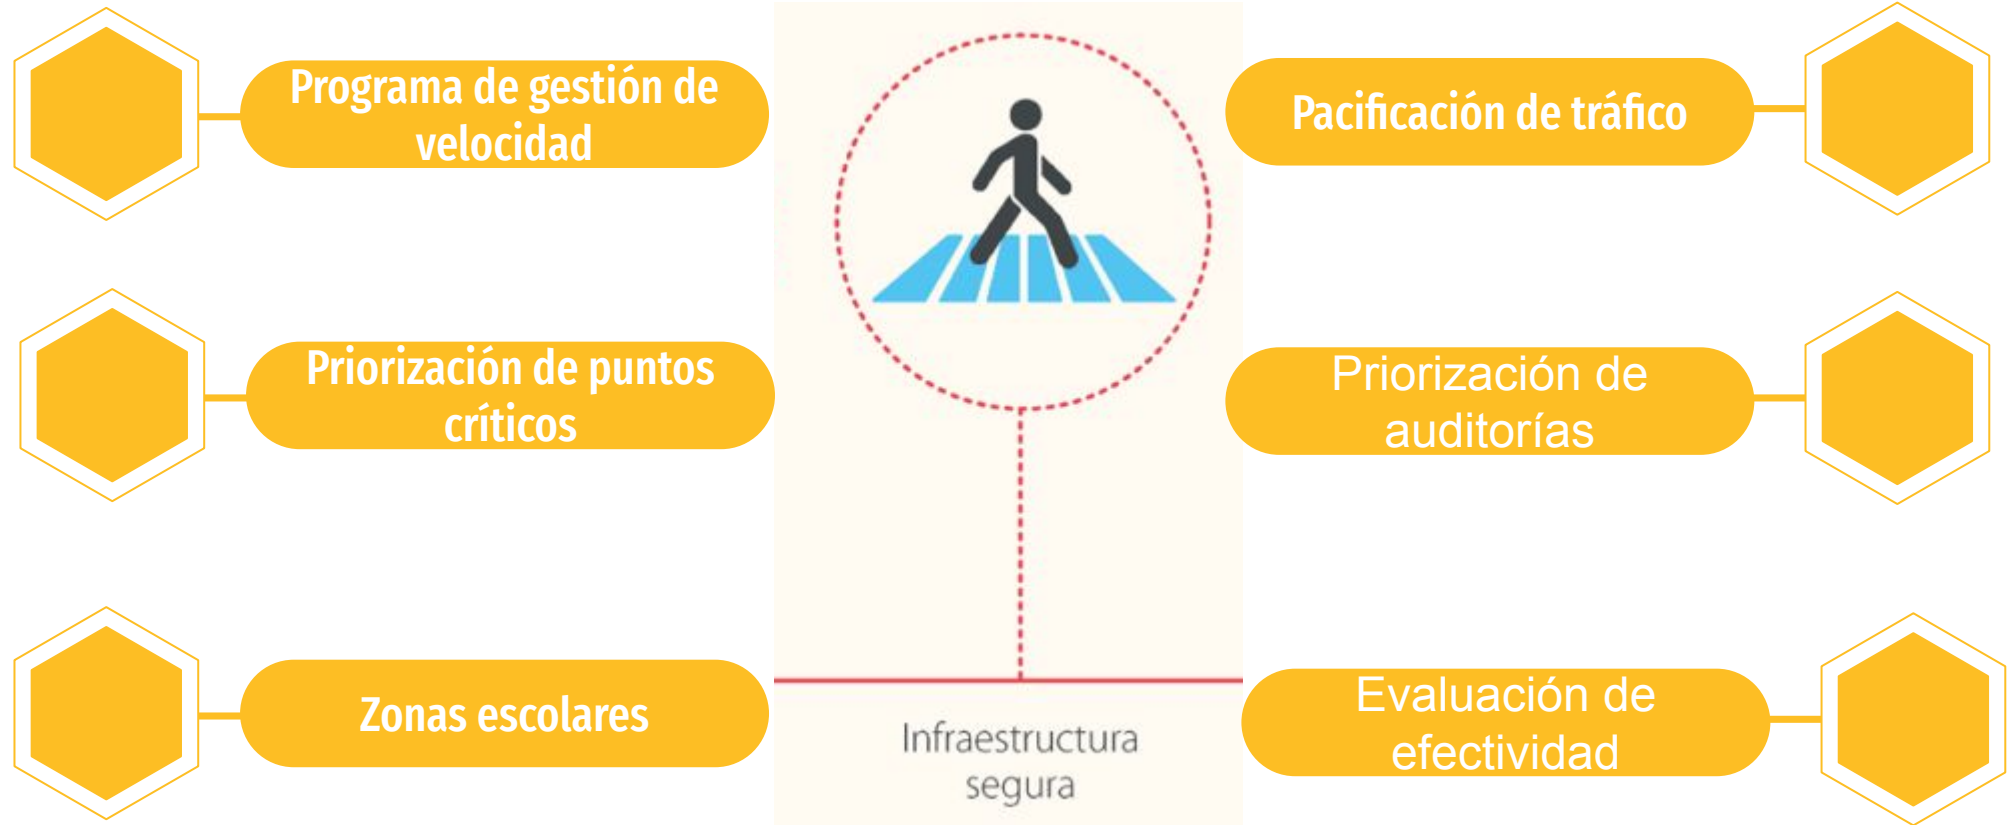 Programa de gestión de
velocidad
Pacificación de tráfico
Priorización de puntos
críticos
Priorización de
auditorías
Zonas escolares
Evaluación de
efectividad
Infraestructura
segura